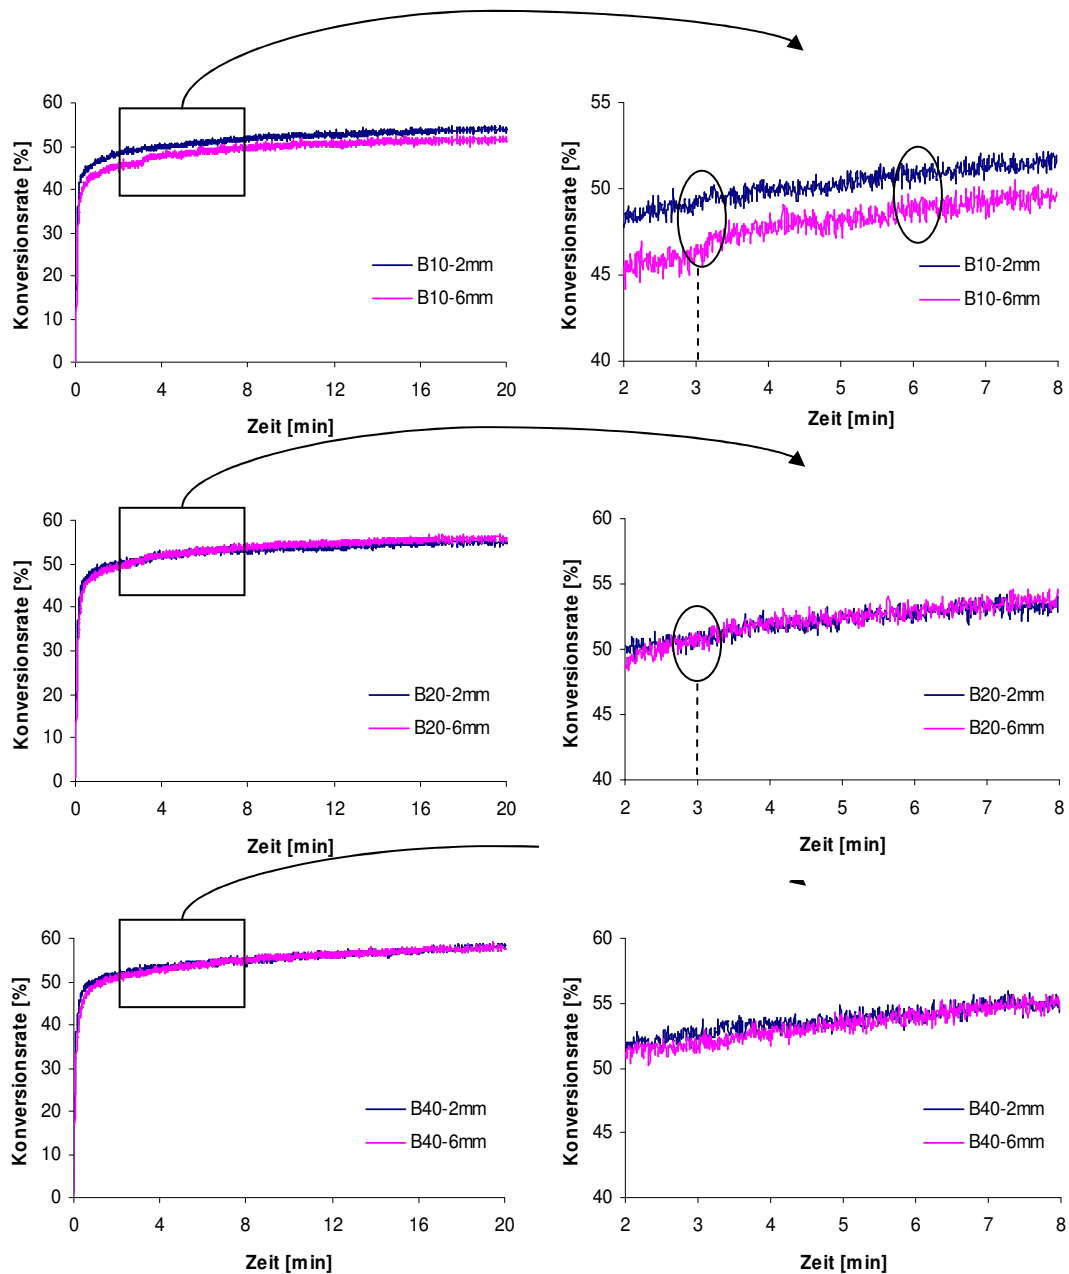 60
50
40
30
20
10
0
Konversionsrate [%]
0 4 8 12 16 20
Zeit [min]
B10-2mm
B10-6mm
55
50
45
40
Konversionsrate [%]
2 3 4 5 6 7 8
Zeit [min]
B10-2mm
B10-6mm
60
50
40
30
20
10
0
Konversionsrate [%]
0 4 8 12 16 20
Zeit [min]
B20-2mm
B20-6mm
60
55
50
45
40
Konversionsrate [%]
2 3 4 5 6 7 8
Zeit [min]
B20-2mm
B20-6mm
60
50
40
30
20
10
0
Konversionsrate [%]
0 4 8 12 16 20
Zeit [min]
B40-2mm
B40-6mm
60
55
50
45
40
Konversionsrate [%]
2 3 4 5 6 7 8
Zeit [min]
B40-2mm
B40-6mm